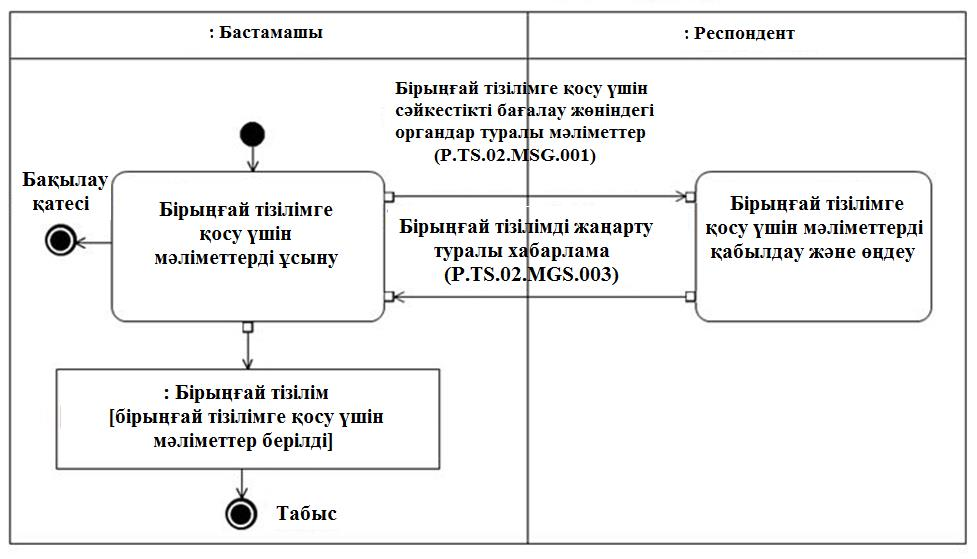 : Бастамашы
: Респондент
Бірыңғай тізілімге қосу үшін
сәйкестікті бағалау жөніндегі
органдар туралы мәліметтер
(P.TS.02.MSG.001)
Бақылау
қатесі
Бірыңғай тізілімге
қосу үшін
мәліметтерді ұсыну
Бірыңғай тізілімді жаңарту
туралы хабарлама
(P.TS.02.MGS.003)
Бірыңғай тізілімге
қосу үшін мәліметтерді
қабылдау және өңдеу
: Бірыңғай тізілім
[бірыңғай тізілімге қосу үшін
мәліметтер берілді]
Табыс